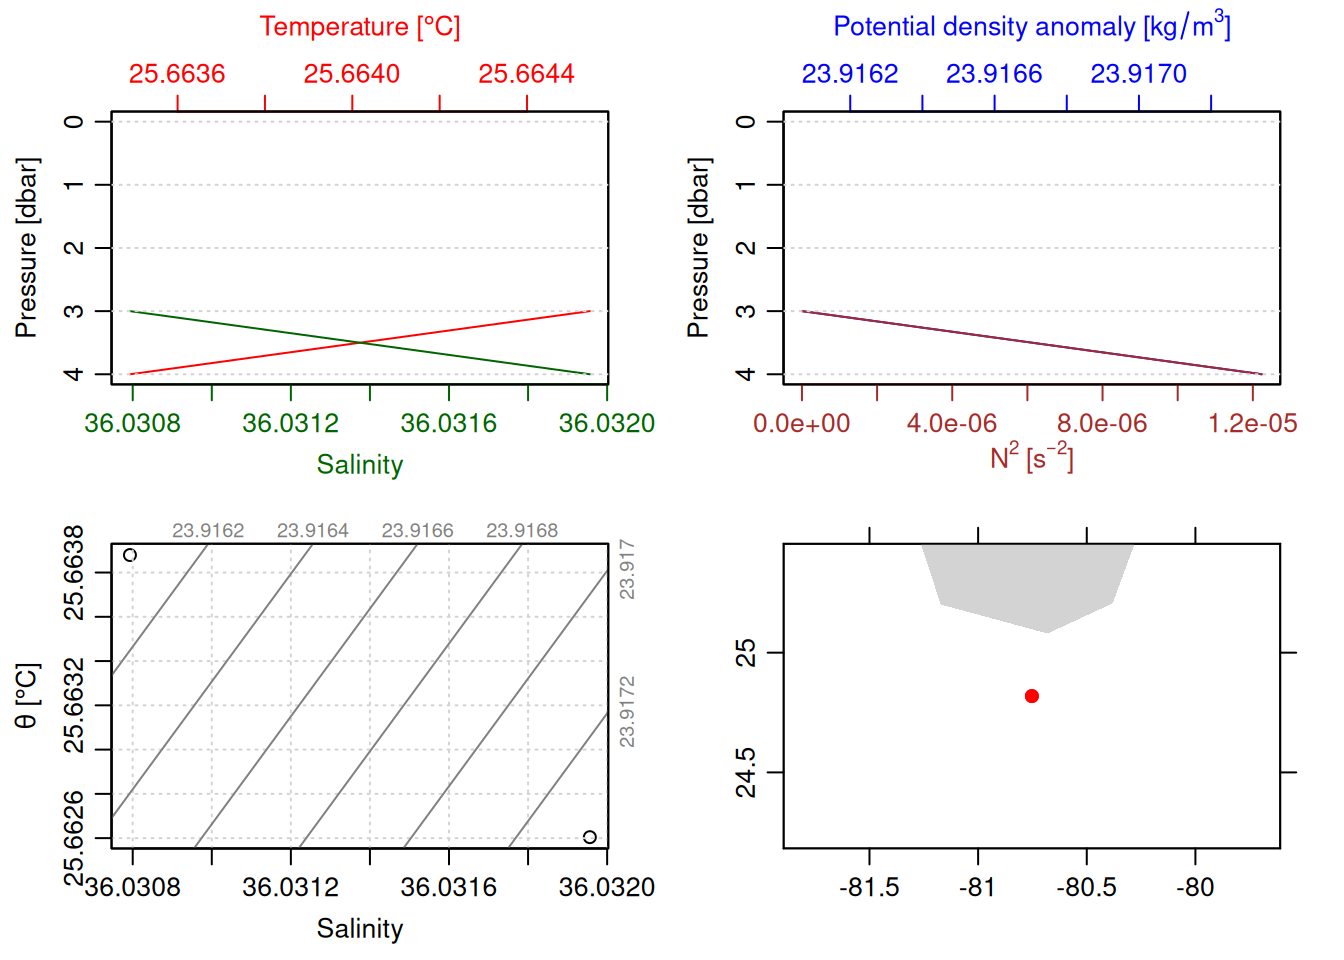 Temperature [°C]
25.6636 25.6640 25.6644
Pressure [dbar]
0
1
2
3
4
36.0308 36.0312 36.0316 36.0320
Salinity
Potential density anomaly [kg/m³]
23.9162 23.9166 23.9170
Pressure [dbar]
0
1
2
3
4
0.0e+00 4.0e-06 8.0e-06 1.2e-05
N² [s⁻²]
23.9162 23.9164 23.9166 23.9168
23.917
23.9172
θ [°C]
25.6638
25.6632
25.6626
36.0308 36.0312 36.0316 36.0320
Salinity
25
24.5
-81.5 -81 -80.5 -80